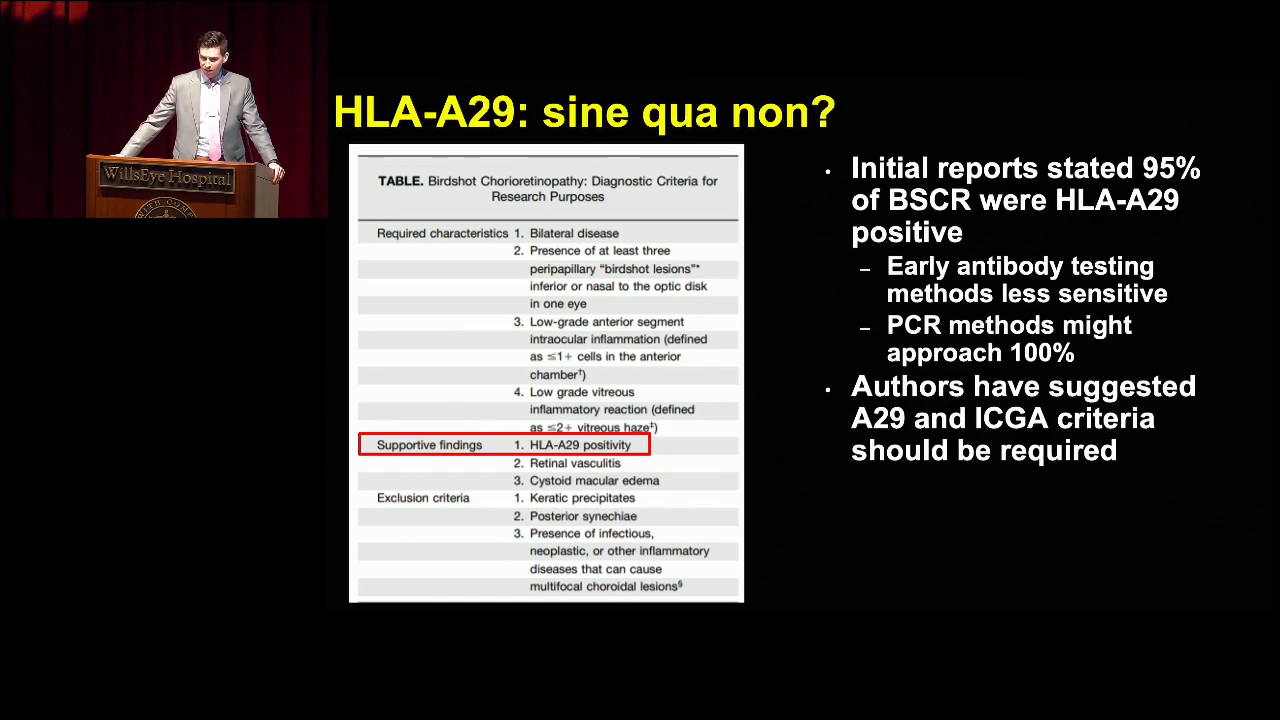 WillsEye Hospital
WITH COMP
HLA-A29: sine qua non?
TABLE. Birdshot Chorioretinopathy: Diagnostic Criteria for
Research Purposes
Required characteristics 1. Bilateral disease
2. Presence of at least three
peripapillary “birdshot lesions”*
inferior or nasal to the optic disk
in one eye
3. Low-grade anterior segment
intraocular inflammation (defined
as ≤1+ cells in the anterior
chamber†)
4. Low grade vitreous
inflammatory reaction (defined
as ≤2+ vitreous haze‡)
Supportive findings 1. HLA-A29 positivity
2. Retinal vasculitis
3. Cystoid macular edema
Exclusion criteria 1. Keratic precipitates
2. Posterior synechiae
3. Presence of infectious,
neoplastic, or other inflammatory
diseases that can cause
multifocal choroidal lesions§
• Initial reports stated 95%
of BSCR were HLA-A29
positive
– Early antibody testing
methods less sensitive
– PCR methods might
approach 100%
• Authors have suggested
A29 and ICGA criteria
should be required